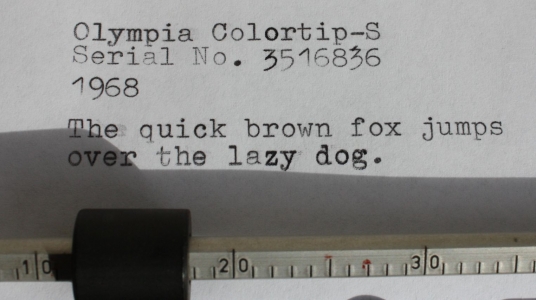 Olympia Colortip-S
Serial No. 3516836
1968
The quick brown fox jumps
over the lazy dog.
10 20 30